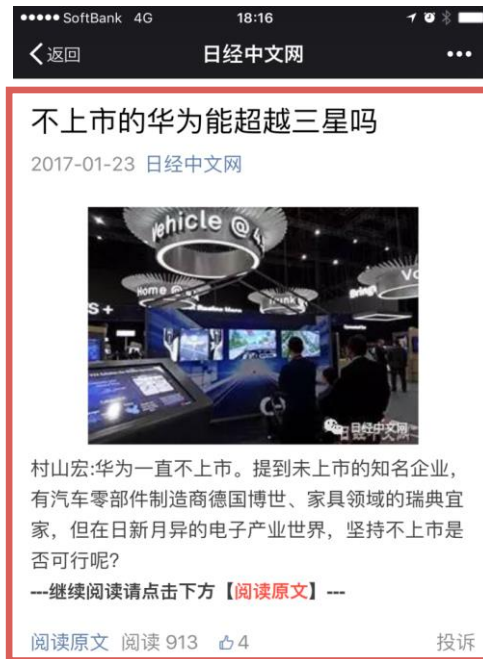 SoftBank 4G 18:16
返回 日经中文网
不上市的华为能超越三星吗
2017-01-23 日经中文网
Vehicle @
Home @
S+
日经中文网
村山宏:华为一直不上市。提到未上市的知名企业，
有汽车零部件制造商德国博世、家具领域的瑞典宜
家，但在日新月异的电子产业世界，坚持不上市是
否可行呢?
---继续阅读请点击下方【阅读原文】---
阅读原文 阅读 913 4 投诉